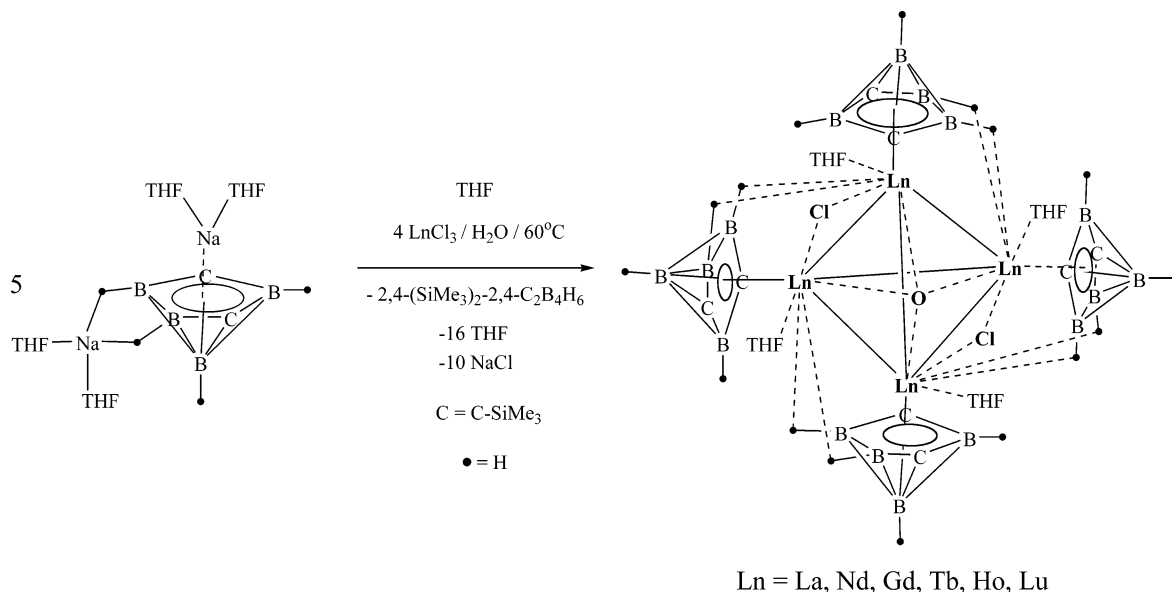 5
THF THF
Na
C
B B
B C
THF Na
B
THF
THF
4 LnCl₃ / H₂O / 60°C
- 2,4-(SiMe₃)₂-2,4-C₂B₄H₆
-16 THF
-10 NaCl
C = C-SiMe₃
● = H
B
C B
B B
C
THF
Ln
Cl THF B
B
C
B B C Ln Ln C B
C O B
Cl B
THF B
Ln
THF
C
B B
B C
B
Ln = La, Nd, Gd, Tb, Ho, Lu